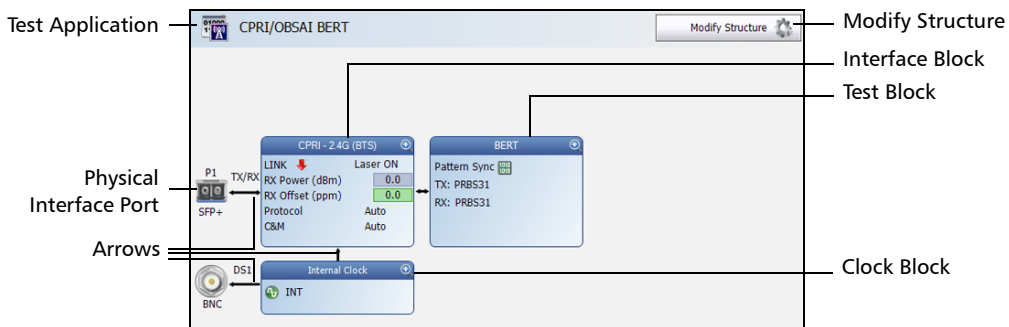 Test Application
CPRI/OBSAI BERT
Modify Structure
Modify Structure
Interface Block
Test Block
CPRI - 2.4G (BTS)
LINK Laser ON
RX Power (dBm) 0.0
RX Offset (ppm) 0.0
Protocol Auto
C&M Auto
BERT
Pattern Sync
TX: PRBS31
RX: PRBS31
Physical
Interface Port
P1
TX/RX
SFP+
Arrows
DS1
BNC
Internal Clock
INT
Clock Block